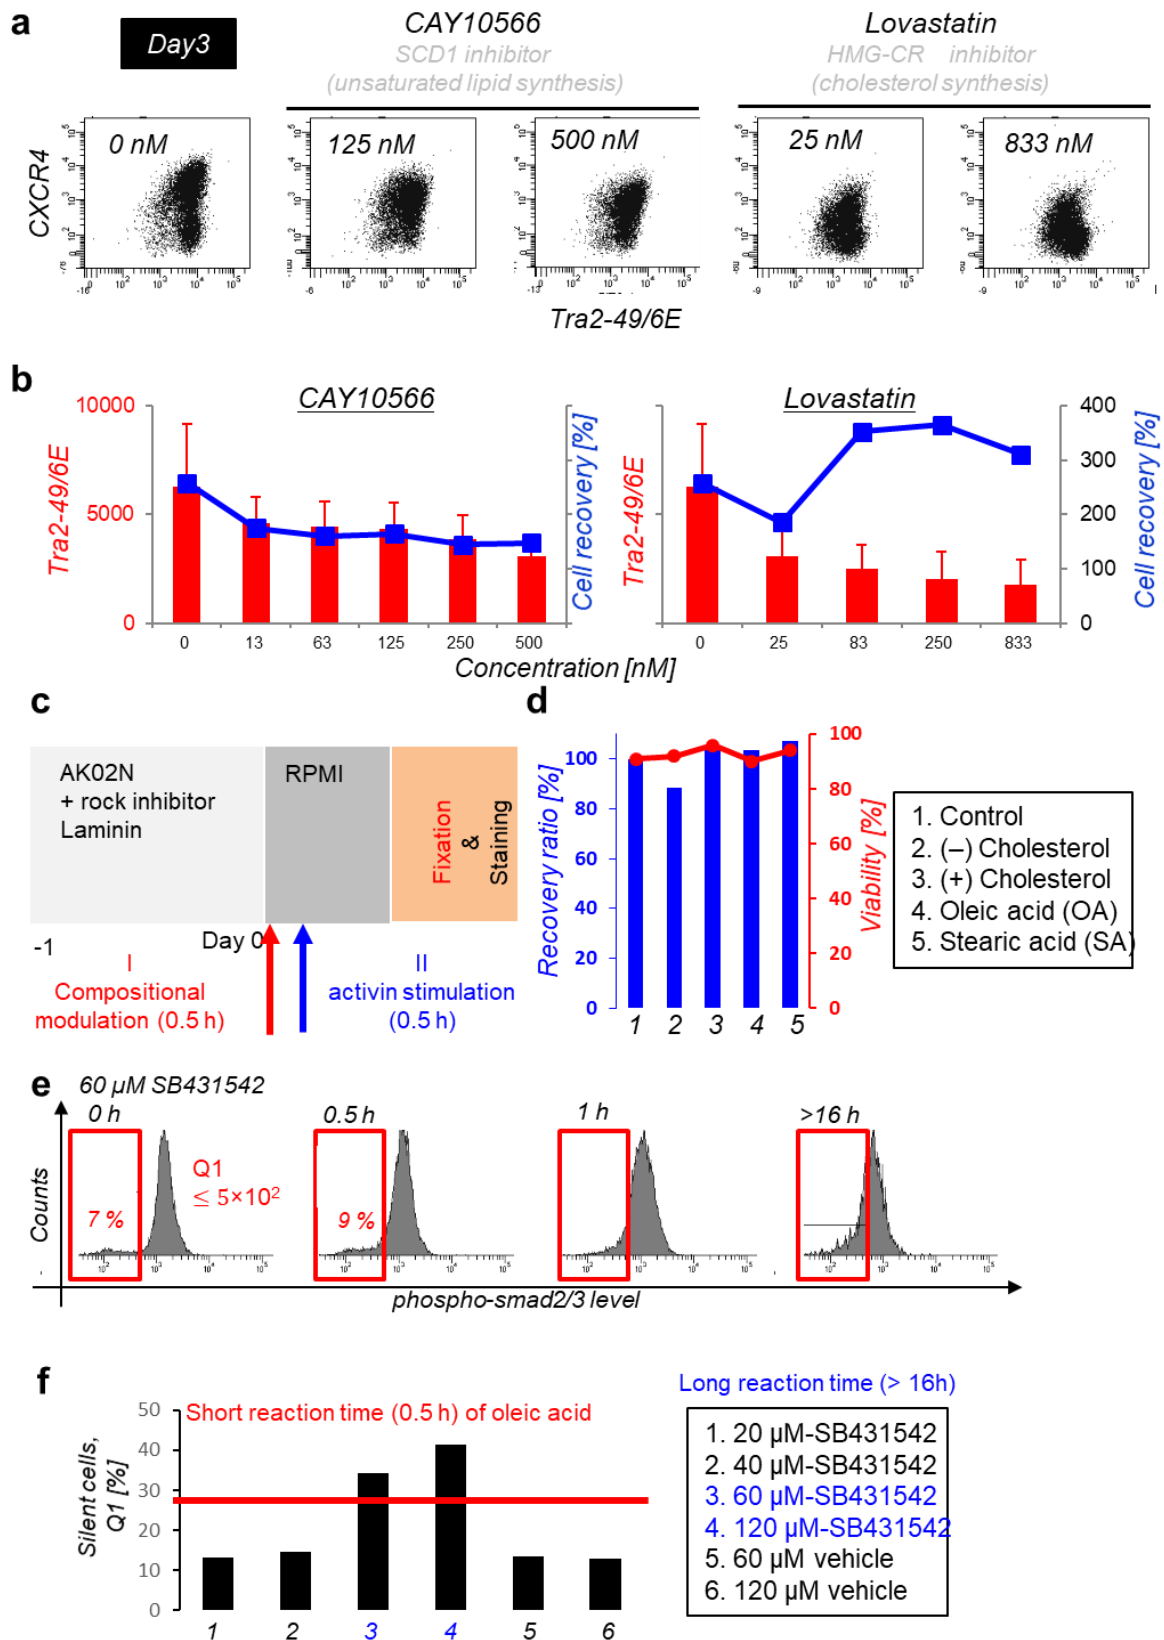 a
Day3
CAY10566
SCD1 inhibitor
(unsaturated lipid synthesis)
Lovastatin
HMG-CR inhibitor
(cholesterol synthesis)
0 nM
125 nM
500 nM
25 nM
833 nM
CXCR4
Tra2-49/6E
b
CAY10566
Lovastatin
10000
5000
0
Tra2-49/6E
Cell recovery [%]
Tra2-49/6E
400
300
200
100
0
Cell recovery [%]
0 13 63 125 250 500
0 25 83 250 833
Concentration [nM]
c
AK02N
+ rock inhibitor
Laminin
RPMI
Fixation
&
Staining
-1
Day 0
I
Compositional
modulation (0.5 h)
II
activin stimulation
(0.5 h)
d
Recovery ratio [%]
100
80
60
40
20
0
100
80
60
40
20
0
Viability [%]
1 2 3 4 5
1. Control
2. (–) Cholesterol
3. (+) Cholesterol
4. Oleic acid (OA)
5. Stearic acid (SA)
e
60 µM SB431542
0 h
0.5 h
1 h
>16 h
Counts
7 %
Q1
≤ 5×10²
9 %
phospho-smad2/3 level
f
Short reaction time (0.5 h) of oleic acid
Silent cells,
Q1 [%]
50
40
30
20
10
0
1 2 3 4 5 6
Long reaction time (> 16h)
1. 20 µM-SB431542
2. 40 µM-SB431542
3. 60 µM-SB431542
4. 120 µM-SB431542
5. 60 µM vehicle
6. 120 µM vehicle